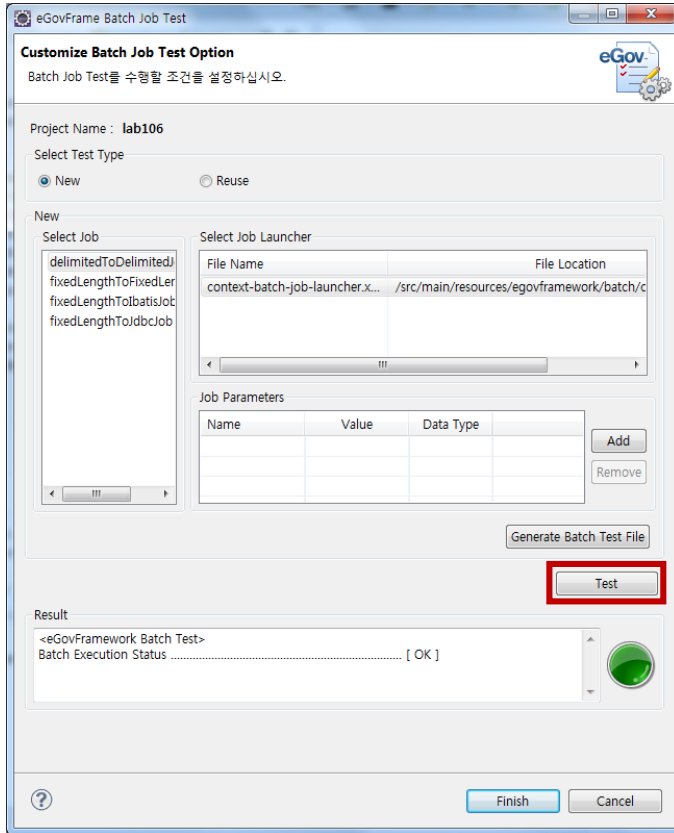 eGovFrame Batch Job Test
Customize Batch Job Test Option
Batch Job Test를 수행할 조건을 설정하십시오.
eGov
Project Name : lab106
Select Test Type
New
Reuse
New
Select Job
delimitedToDelimitedJ
fixedLengthToFixedLer
fixedLengthToIbatisJob
fixedLengthToJdbcJob
Select Job Launcher
File Name File Location
context-batch-job-launcher.x... /src/main/resources/egovframework/batch/c
Job Parameters
Name Value Data Type
Add
Remove
Generate Batch Test File
Test
Result
<eGovFramework Batch Test>
Batch Execution Status ............................................................................ [ OK ]
Finish
Cancel